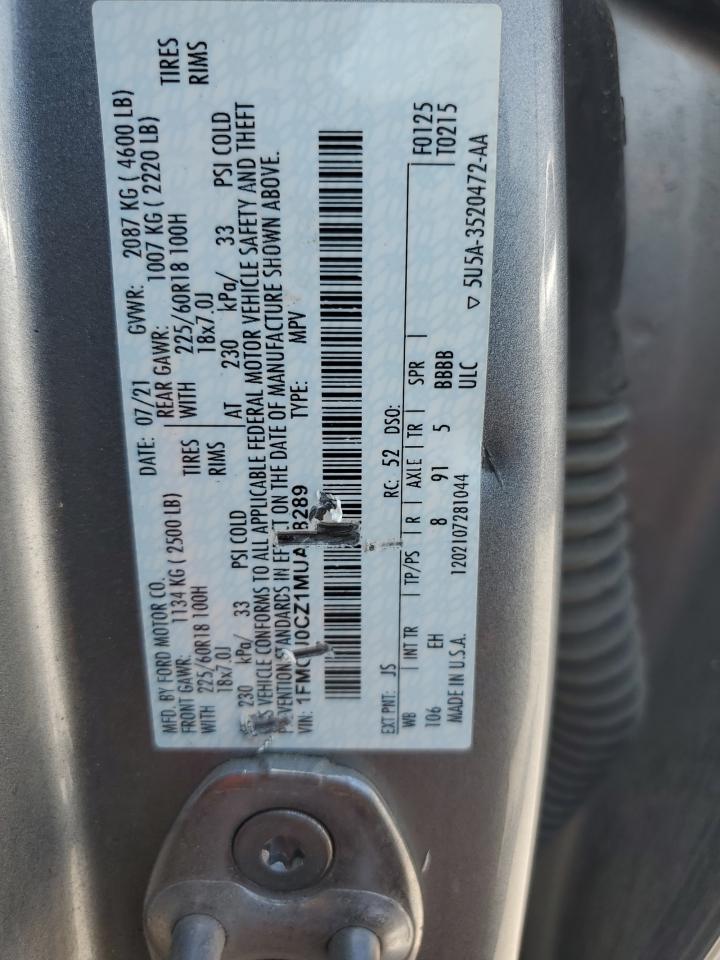 MFD. BY FORD MOTOR CO. DATE: 07/21 GVWR: 2087 KG ( 4600 LB)
FRONT GAWR: 1134 KG (2500 LB) REAR GAWR: 1007 KG ( 2220 LB)
WITH 225/60R18 100H TIRES WITH 225/60R18 100H TIRES
18x7.0J RIMS 18x7.0J RIMS
230 kPa/ 33 PSI COLD AT 230 kPa/ 33 PSI COLD
VEHICLE CONFORMS TO ALL APPLICABLE FEDERAL MOTOR VEHICLE SAFETY AND THEFT
PREVENTION STANDARDS IN EFFECT ON THE DATE OF MANUFACTURE SHOWN ABOVE.
VIN: TYPE: MPV
EXT PNT: JS RC: 52 DSO:
WB INT TR TP/PS R AXLE TR SPR F0125
106 EH 8 91 5 BBBB T0215
MADE IN U.S.A. 1202107281044 ULC
▽ 5U5A-3520472-AA